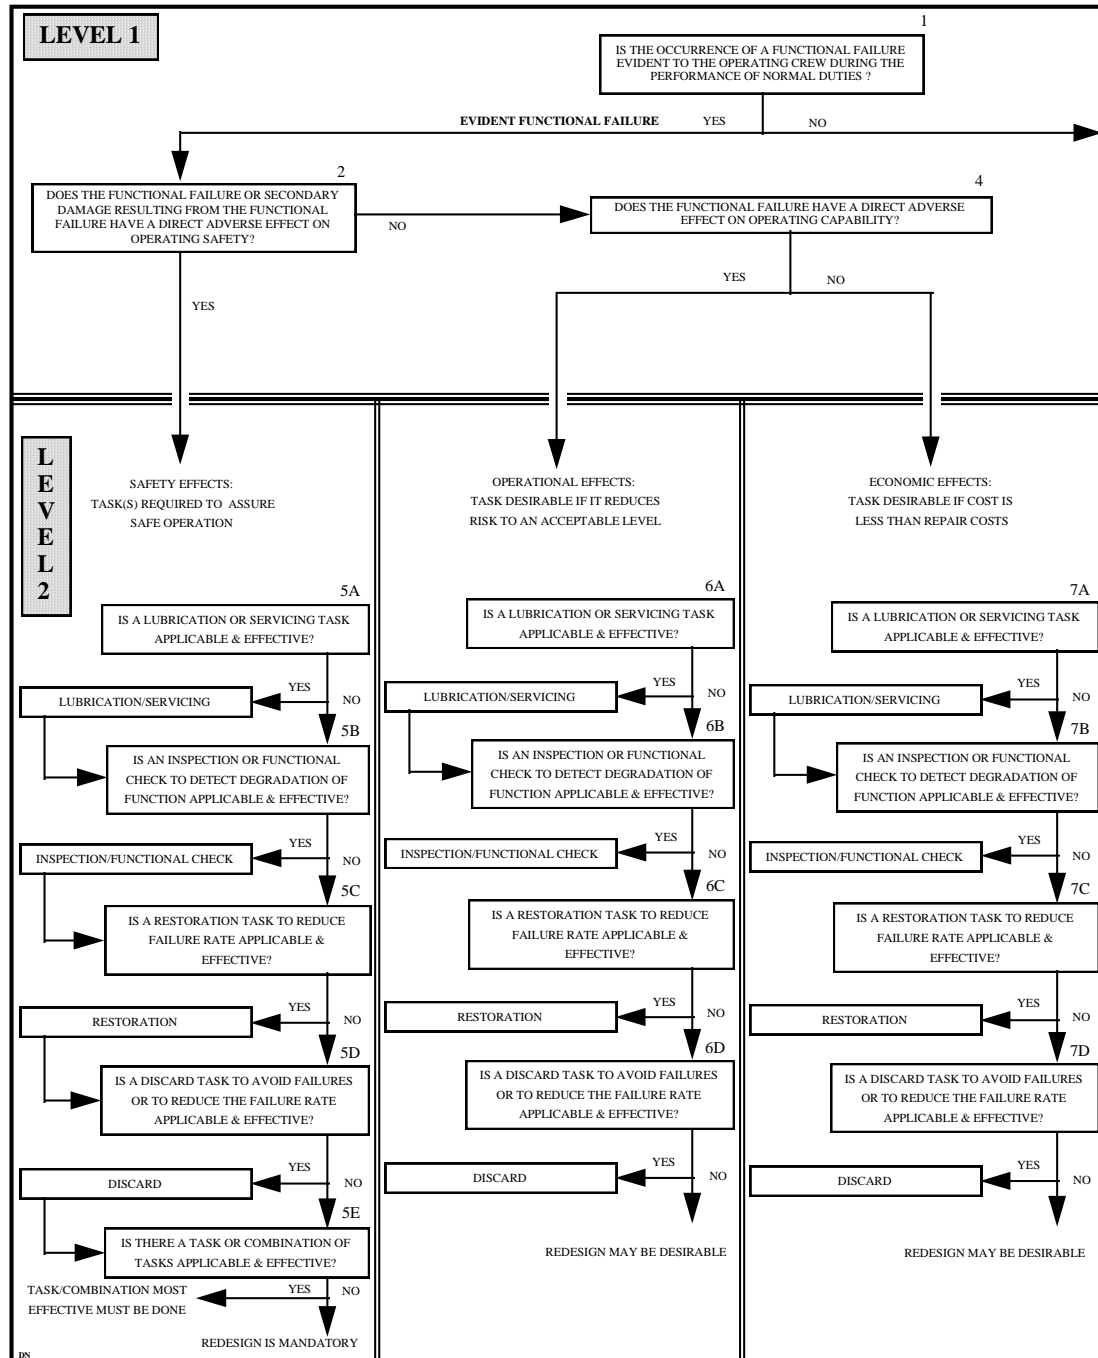 LEVEL 1
1
IS THE OCCURRENCE OF A FUNCTIONAL FAILURE
EVIDENT TO THE OPERATING CREW DURING THE
PERFORMANCE OF NORMAL DUTIES ?
EVIDENT FUNCTIONAL FAILURE
YES
NO
2
DOES THE FUNCTIONAL FAILURE OR SECONDARY
DAMAGE RESULTING FROM THE FUNCTIONAL
FAILURE HAVE A DIRECT ADVERSE EFFECT ON
OPERATING SAFETY?
NO
4
DOES THE FUNCTIONAL FAILURE HAVE A DIRECT ADVERSE
EFFECT ON OPERATING CAPABILITY?
YES
YES
NO
L
E
V
E
L
2
SAFETY EFFECTS:
TASK(S) REQUIRED TO ASSURE
SAFE OPERATION
5A
IS A LUBRICATION OR SERVICING TASK
APPLICABLE & EFFECTIVE?
YES
NO
LUBRICATION/SERVICING
5B
IS AN INSPECTION OR FUNCTIONAL
CHECK TO DETECT DEGRADATION OF
FUNCTION APPLICABLE & EFFECTIVE?
YES
NO
INSPECTION/FUNCTIONAL CHECK
5C
IS A RESTORATION TASK TO REDUCE
FAILURE RATE APPLICABLE &
EFFECTIVE?
YES
NO
RESTORATION
5D
IS A DISCARD TASK TO AVOID FAILURES
OR TO REDUCE THE FAILURE RATE
APPLICABLE & EFFECTIVE?
YES
NO
DISCARD
5E
IS THERE A TASK OR COMBINATION OF
TASKS APPLICABLE & EFFECTIVE?
YES
NO
TASK/COMBINATION MOST
EFFECTIVE MUST BE DONE
REDESIGN IS MANDATORY
OPERATIONAL EFFECTS:
TASK DESIRABLE IF IT REDUCES
RISK TO AN ACCEPTABLE LEVEL
6A
IS A LUBRICATION OR SERVICING TASK
APPLICABLE & EFFECTIVE?
YES
NO
LUBRICATION/SERVICING
6B
IS AN INSPECTION OR FUNCTIONAL
CHECK TO DETECT DEGRADATION OF
FUNCTION APPLICABLE & EFFECTIVE?
YES
NO
INSPECTION/FUNCTIONAL CHECK
6C
IS A RESTORATION TASK TO REDUCE
FAILURE RATE APPLICABLE &
EFFECTIVE?
YES
NO
RESTORATION
6D
IS A DISCARD TASK TO AVOID FAILURES
OR TO REDUCE THE FAILURE RATE
APPLICABLE & EFFECTIVE?
YES
NO
DISCARD
REDESIGN MAY BE DESIRABLE
ECONOMIC EFFECTS:
TASK DESIRABLE IF COST IS
LESS THAN REPAIR COSTS
7A
IS A LUBRICATION OR SERVICING TASK
APPLICABLE & EFFECTIVE?
YES
NO
LUBRICATION/SERVICING
7B
IS AN INSPECTION OR FUNCTIONAL
CHECK TO DETECT DEGRADATION OF
FUNCTION APPLICABLE & EFFECTIVE?
YES
NO
INSPECTION/FUNCTIONAL CHECK
7C
IS A RESTORATION TASK TO REDUCE
FAILURE RATE APPLICABLE &
EFFECTIVE?
YES
NO
RESTORATION
7D
IS A DISCARD TASK TO AVOID FAILURES
OR TO REDUCE THE FAILURE RATE
APPLICABLE & EFFECTIVE?
YES
NO
DISCARD
REDESIGN MAY BE DESIRABLE
DN